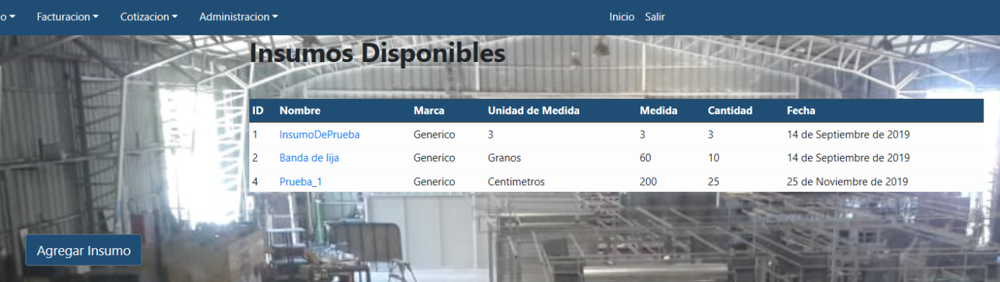 o Facturacion Cotizacion Administracion Inicio Salir
Insumos Disponibles
ID Nombre Marca Unidad de Medida Medida Cantidad Fecha
1 InsumoDePrueba Generico 3 3 3 14 de Septiembre de 2019
2 Banda de lija Generico Granos 60 10 14 de Septiembre de 2019
4 Prueba_1 Generico Centimetros 200 25 25 de Noviembre de 2019
Agregar Insumo